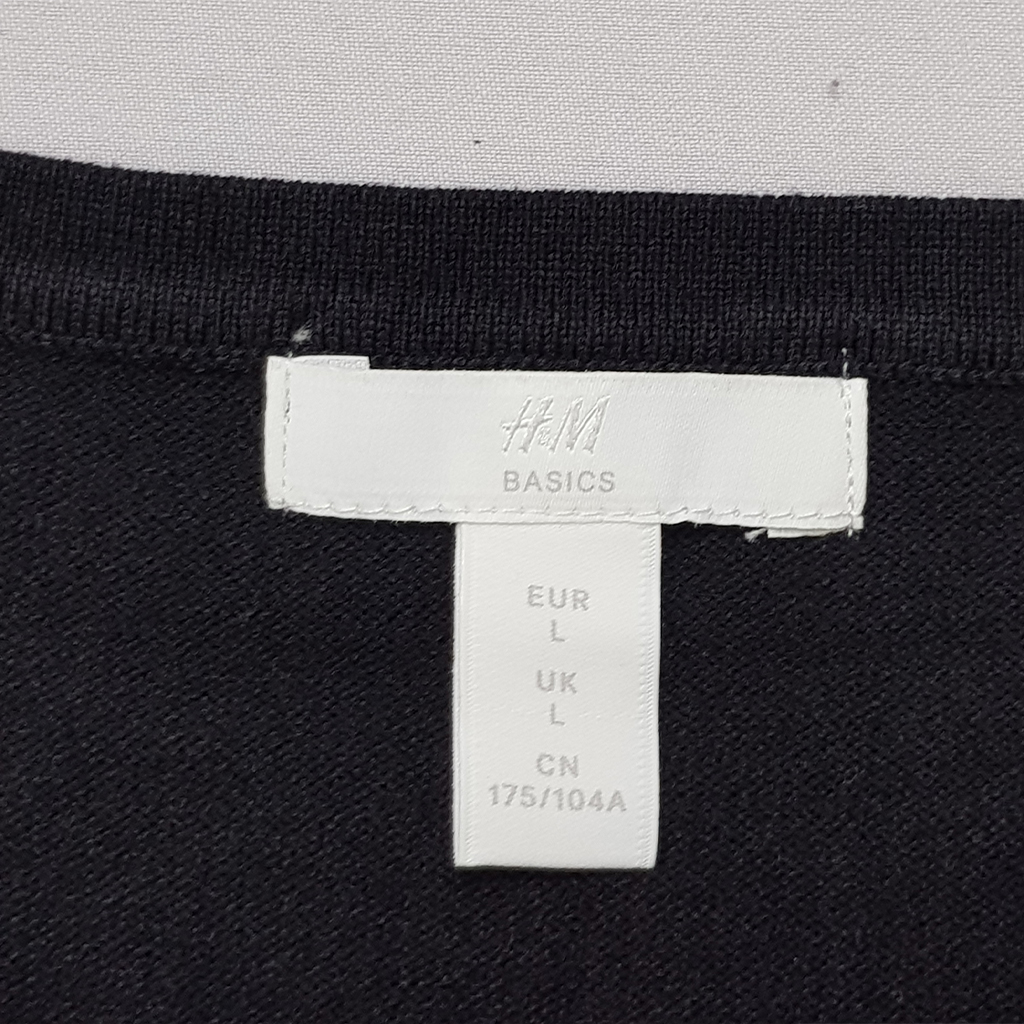 H&M
BASICS
EUR
L
UK
L
CN
175/104A